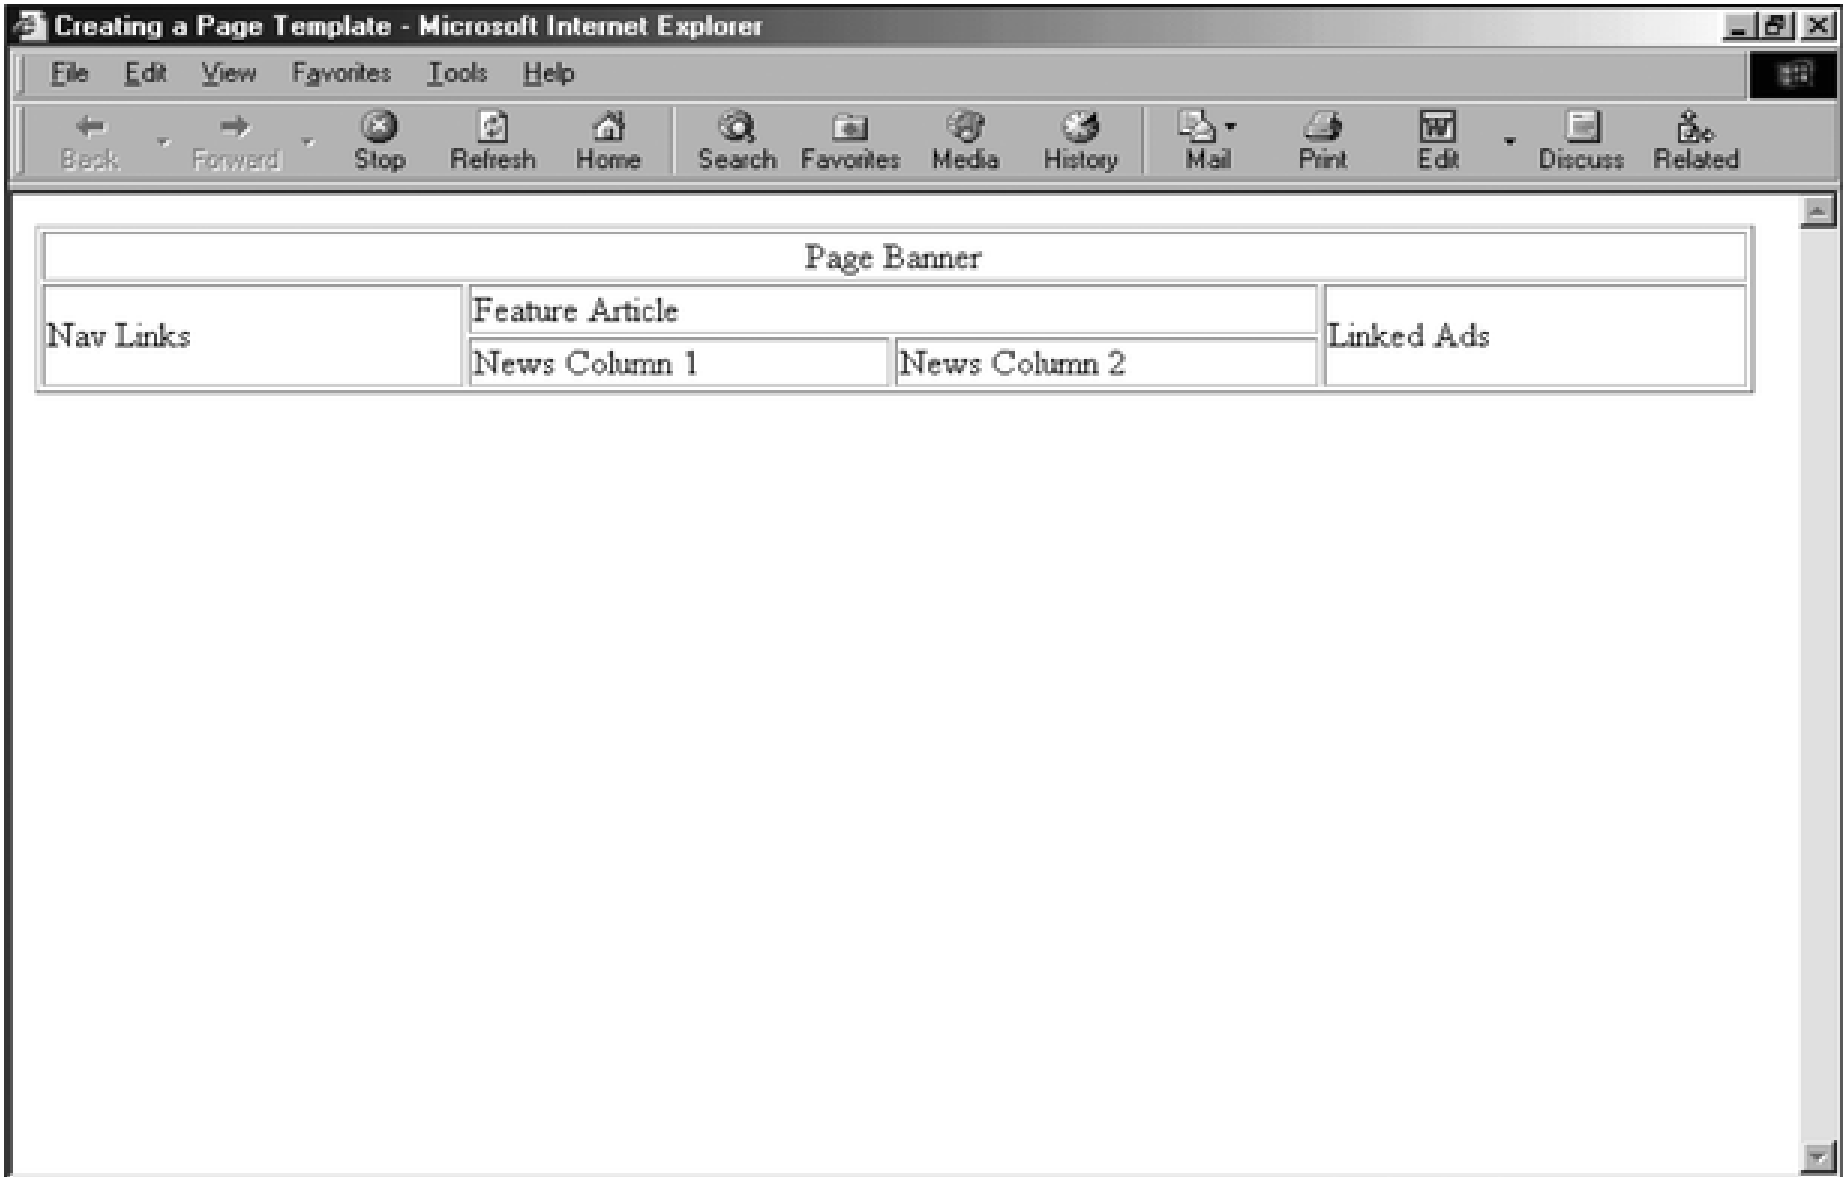 Creating a Page Template - Microsoft Internet Explorer
File Edit View Favorites Tools Help
Back Forward Stop Refresh Home Search Favorites Media History Mail Print Edit Discuss Related
Page Banner
Nav Links
Feature Article
News Column 1
News Column 2
Linked Ads